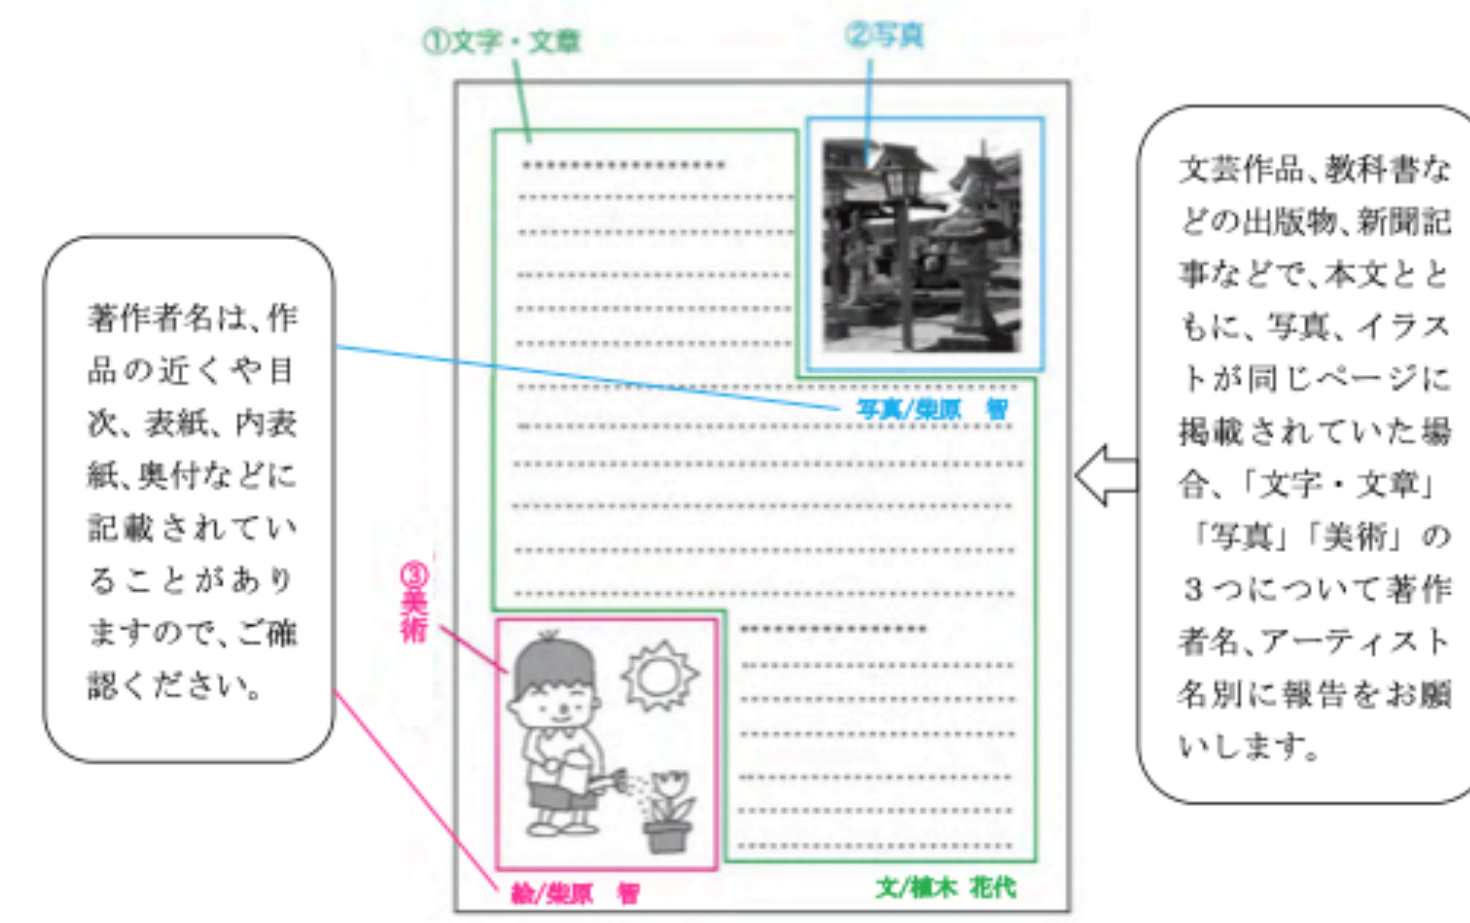 ①文字・文章
②写真
著作者名は、作
品の近くや目
次、表紙、内表
紙、奥付などに
記載されてい
ることがあり
ますので、ご確
認ください。
写真/柴原　智
③美術
絵/柴原　智
文/植木 花代
文芸作品、教科書な
どの出版物、新聞記
事などで、本文とと
もに、写真、イラス
トが同じページに
掲載されていた場
合、「文字・文章」
「写真」「美術」の
３つについて著作
者名、アーティスト
名別に報告をお願
いします。